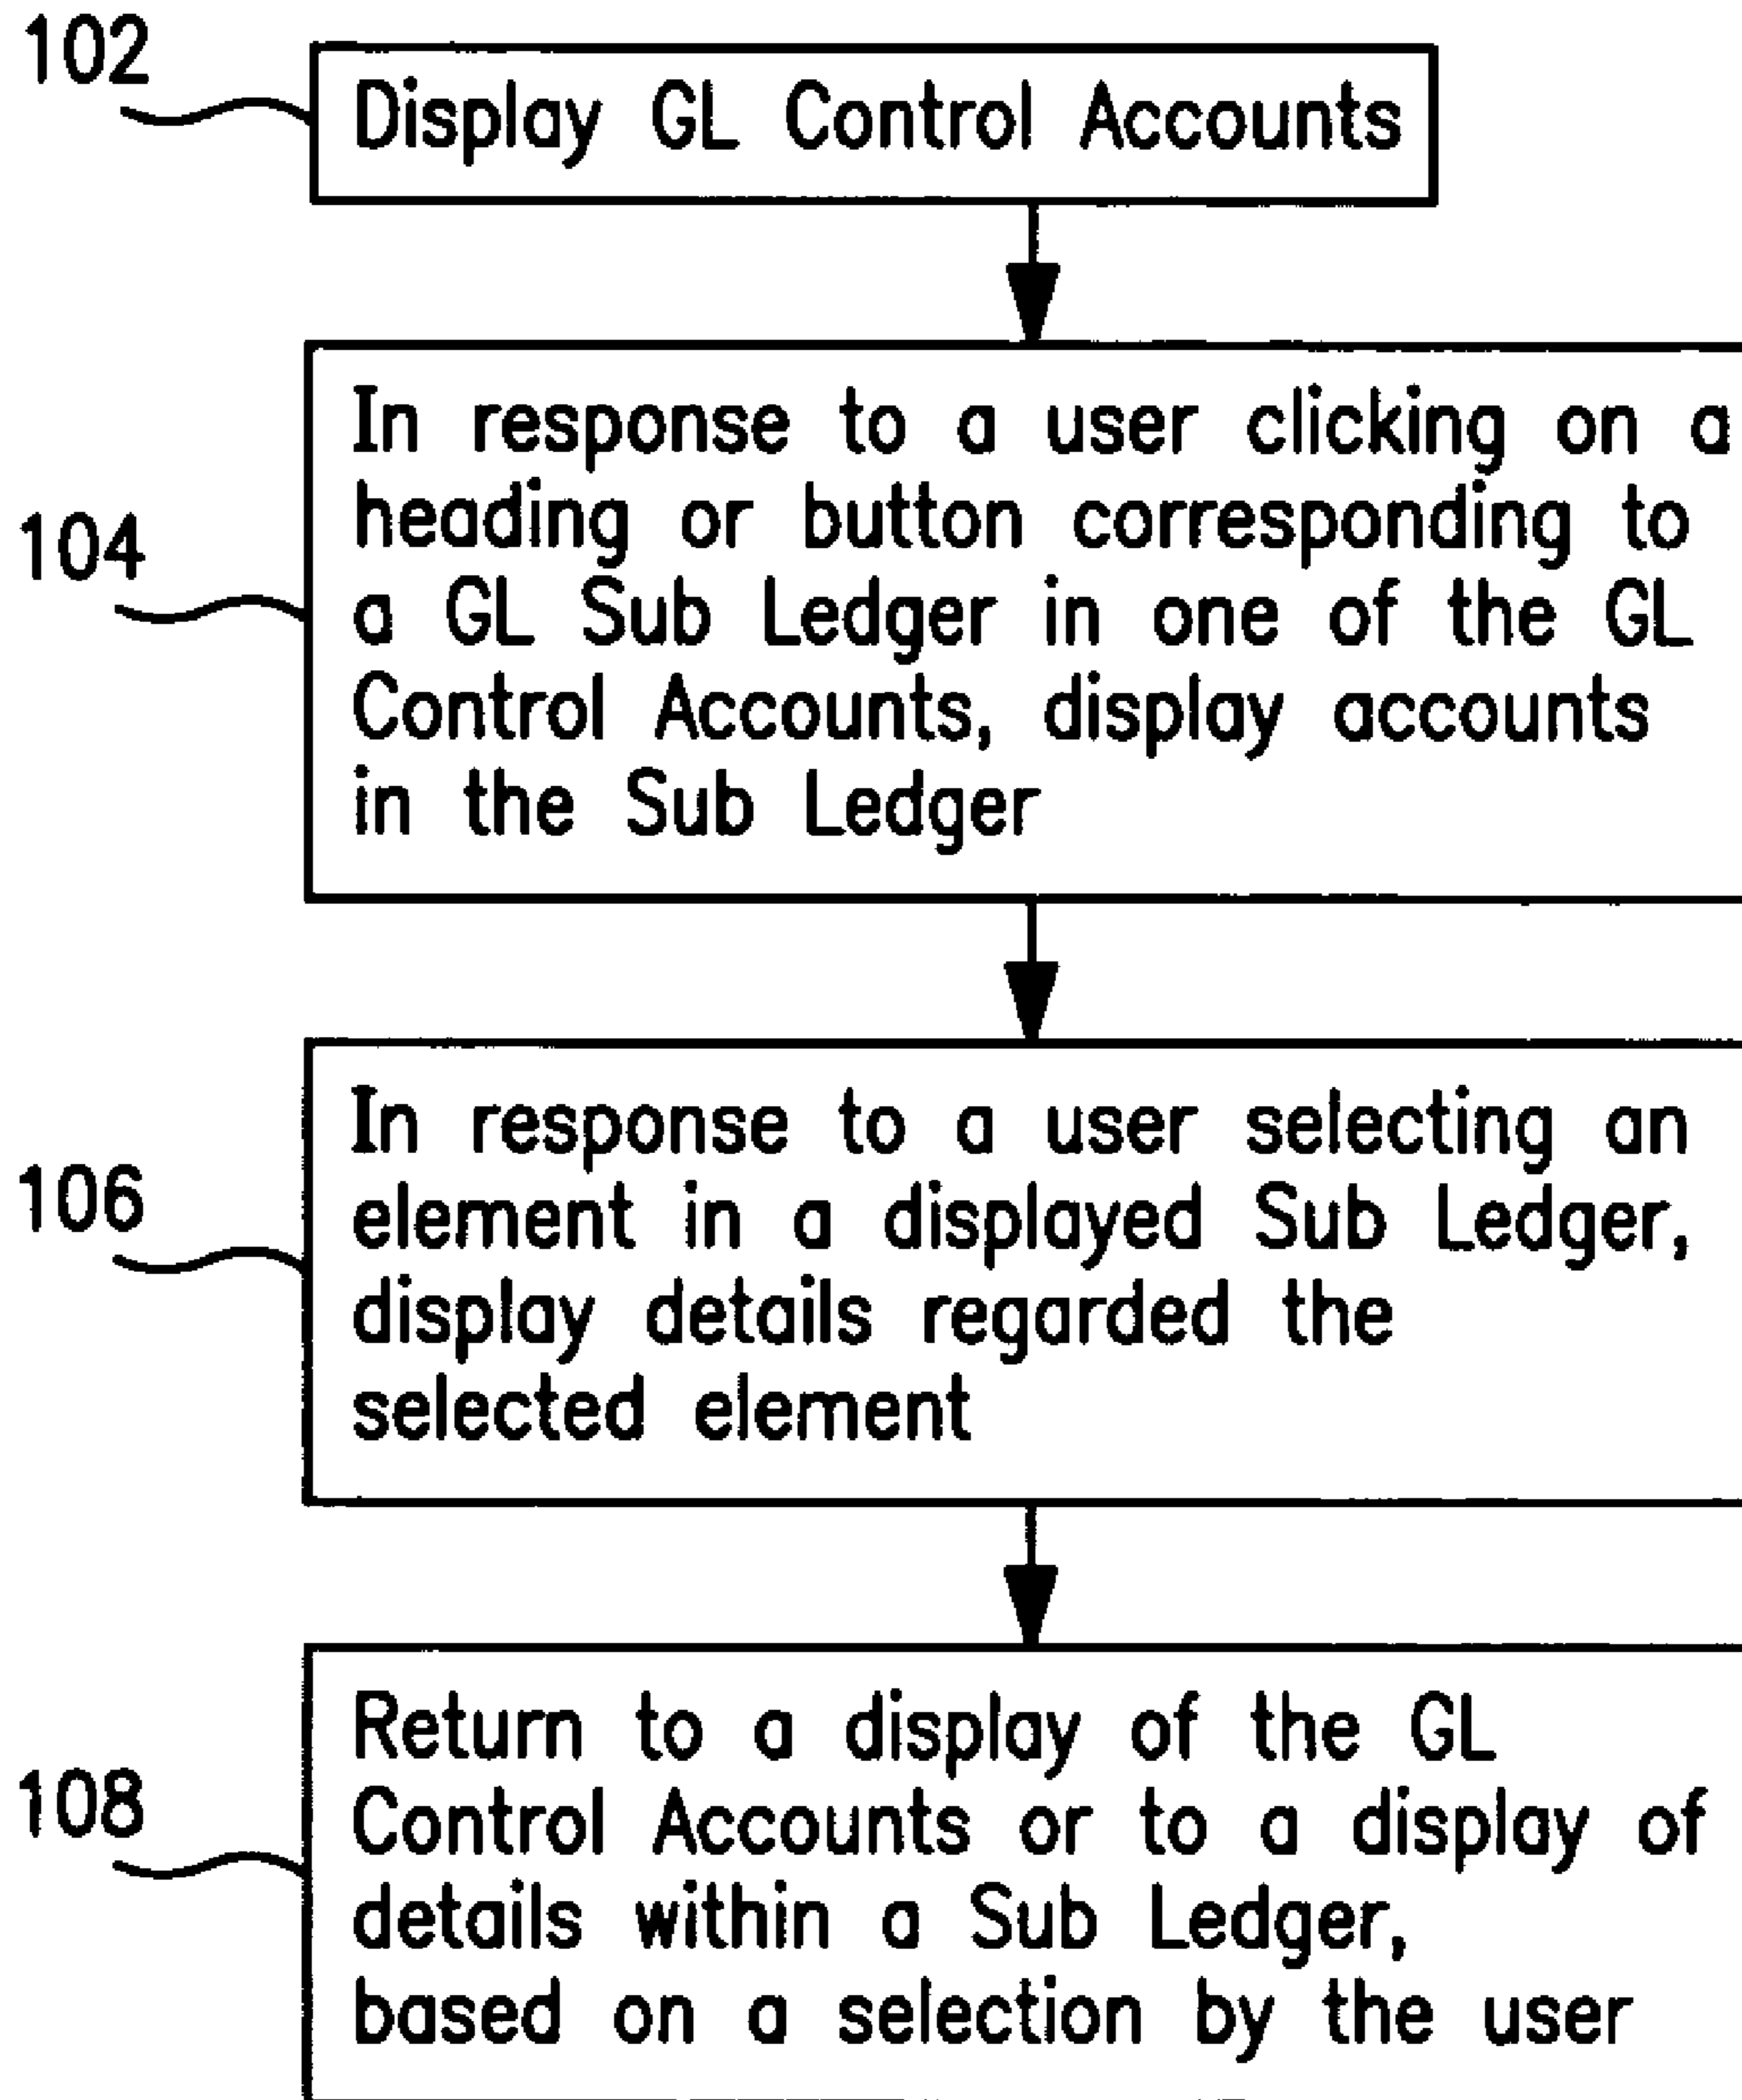 102
Display GL Control Accounts
104
In response to a user clicking on a
heading or button corresponding to
a GL Sub Ledger in one of the GL
Control Accounts, display accounts
in the Sub Ledger
106
In response to a user selecting an
element in a displayed Sub Ledger,
display details regarded the
selected element
108
Return to a display of the GL
Control Accounts or to a display of
details within a Sub Ledger,
based on a selection by the user